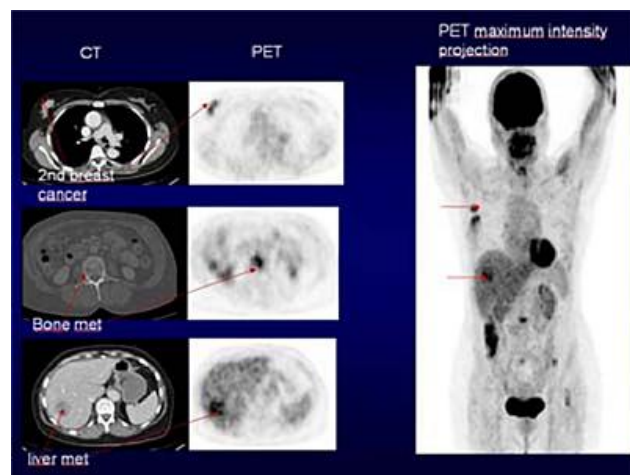 CT
PET
PET maximum intensity
projection
2nd breast
cancer
Bone met
liver met